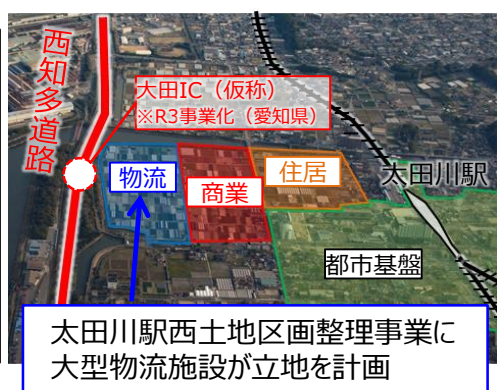 西知多道路
大田IC（仮称）
※R3事業化（愛知県）
物流
商業
住居
太田川駅
都市基盤
太田川駅西土地区画整理事業に
大型物流施設が立地を計画